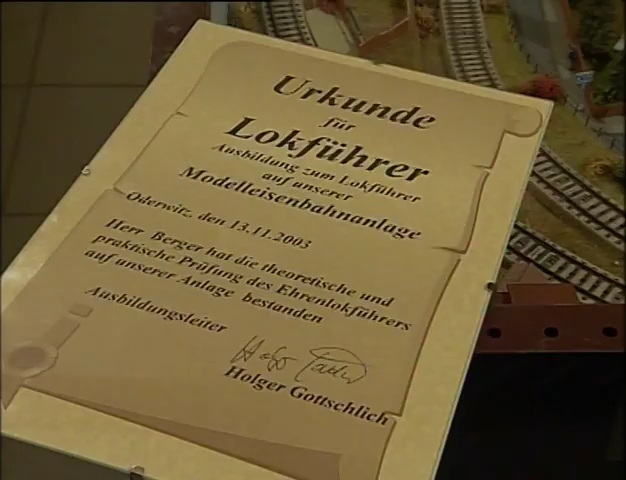 Urkunde
für
Lokführer
Ausbildung zum Lokführer
auf unserer
Modelleisenbahnanlage
Oderwitz, den 13.11.2003
Herr Berger hat die theoretische und
praktische Prüfung des Ehrenlokführers
auf unserer Anlage bestanden
Ausbildungsleiter
Holger Gottschlich